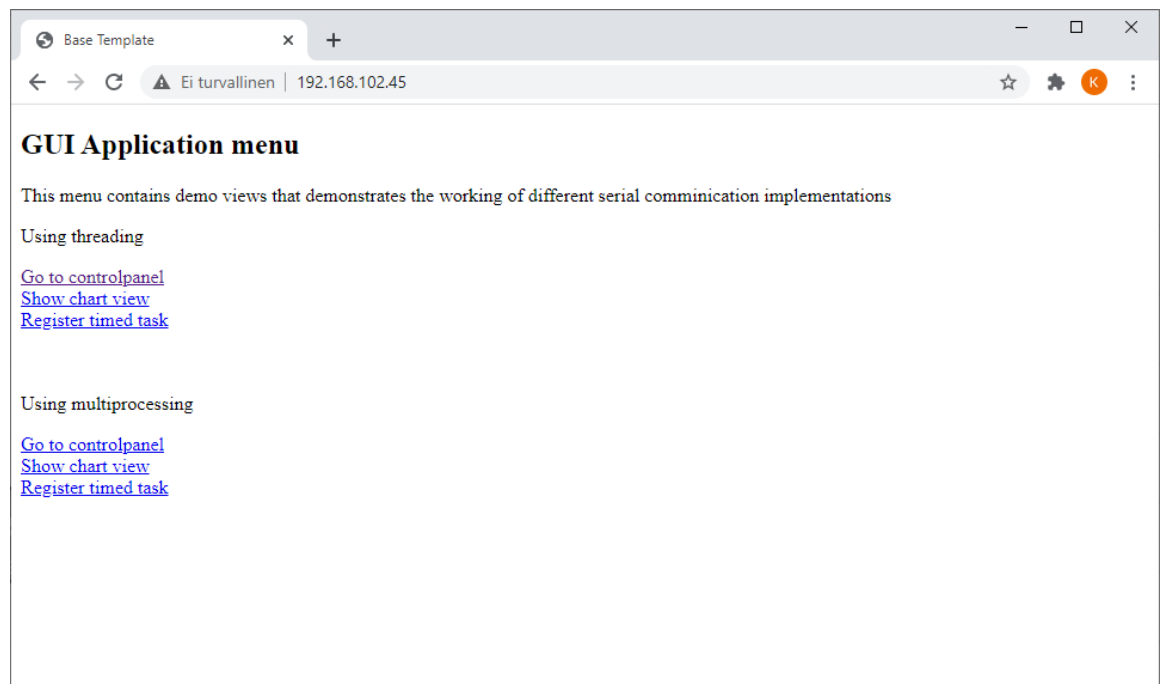 Base Template
Ei turvallinen | 192.168.102.45
K
GUI Application menu
This menu contains demo views that demonstrates the working of different serial comminication implementations
Using threading
Go to controlpanel
Show chart view
Register timed task
Using multiprocessing
Go to controlpanel
Show chart view
Register timed task